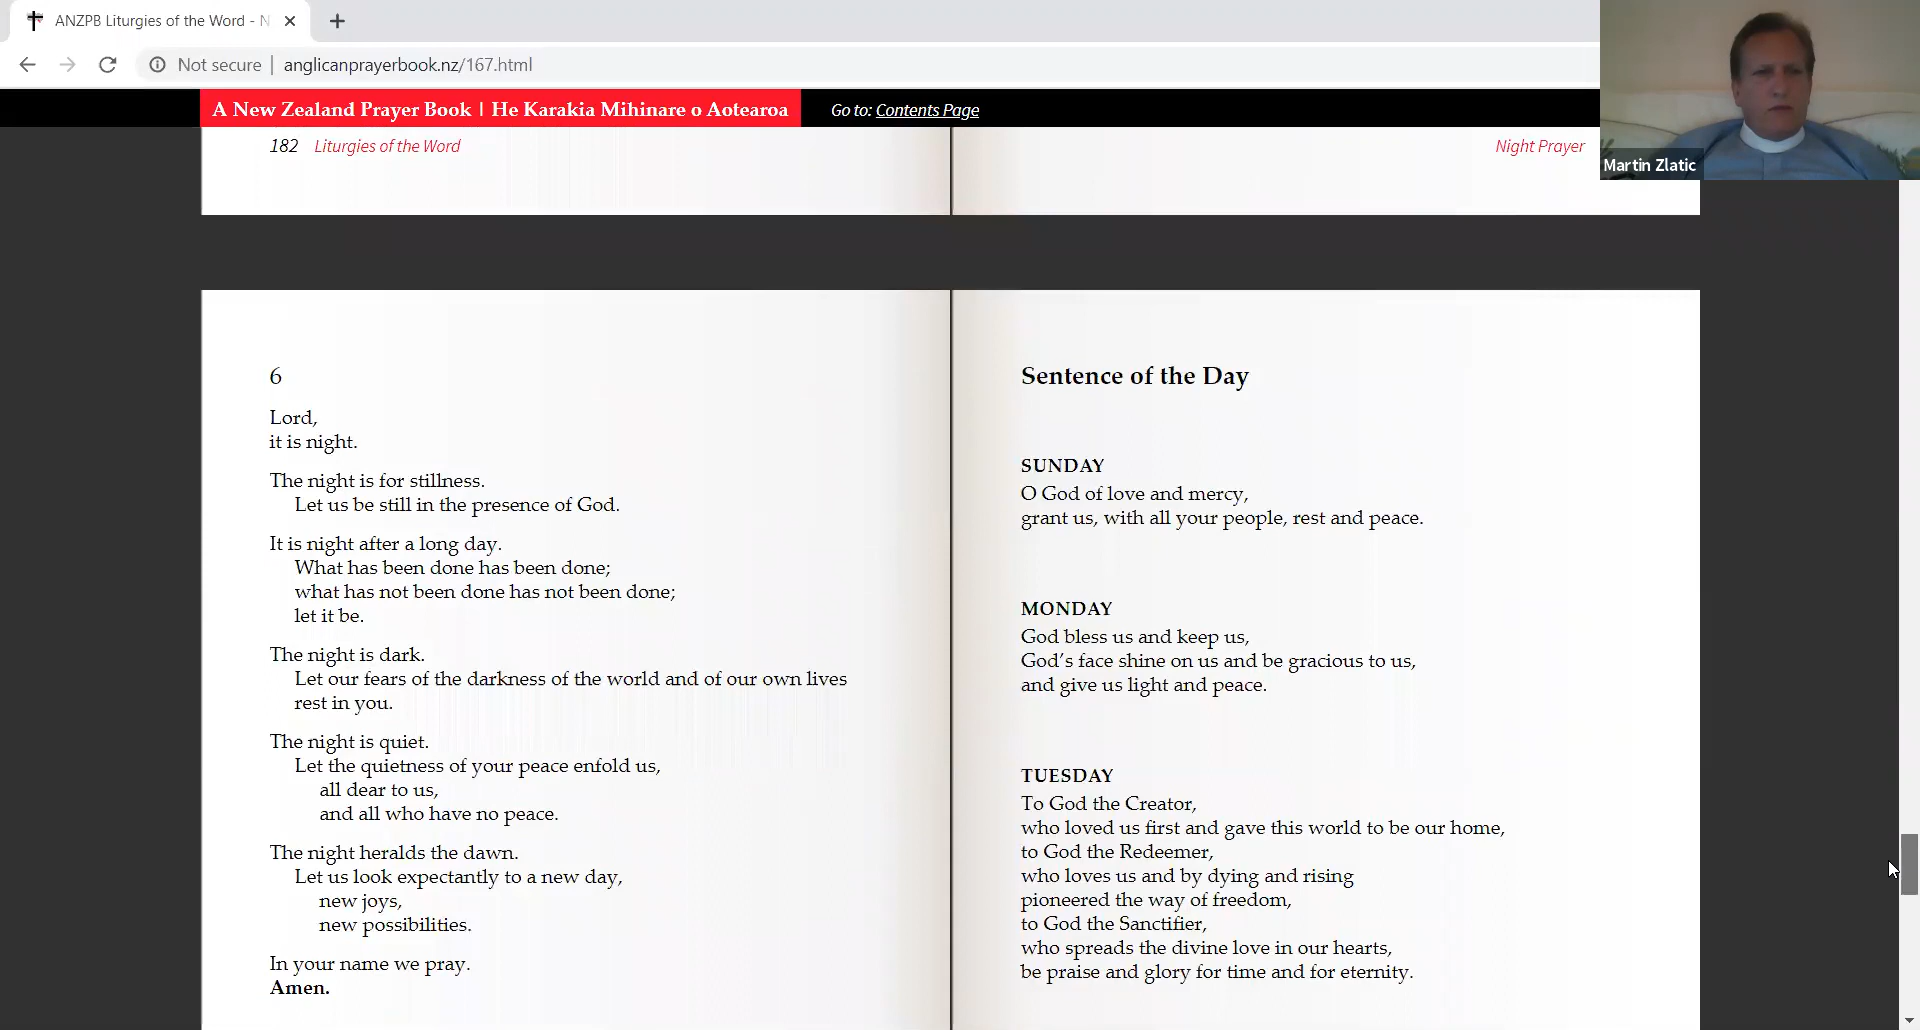 ANZPB Liturgies of the Word - N
Not secure | anglicanprayerbook.nz/167.html
A New Zealand Prayer Book | He Karakia Mihinare o Aotearoa
Go to: Contents Page
182 Liturgies of the Word
Night Prayer
Martin Zlatic
6
Lord,
it is night.
The night is for stillness.
Let us be still in the presence of God.
It is night after a long day.
What has been done has been done;
what has not been done has not been done;
let it be.
The night is dark.
Let our fears of the darkness of the world and of our own lives
rest in you.
The night is quiet.
Let the quietness of your peace enfold us,
all dear to us,
and all who have no peace.
The night heralds the dawn.
Let us look expectantly to a new day,
new joys,
new possibilities.
In your name we pray.
Amen.
Sentence of the Day
SUNDAY
O God of love and mercy,
grant us, with all your people, rest and peace.
MONDAY
God bless us and keep us,
God's face shine on us and be gracious to us,
and give us light and peace.
TUESDAY
To God the Creator,
who loved us first and gave this world to be our home,
to God the Redeemer,
who loves us and by dying and rising
pioneered the way of freedom,
to God the Sanctifier,
who spreads the divine love in our hearts,
be praise and glory for time and for eternity.